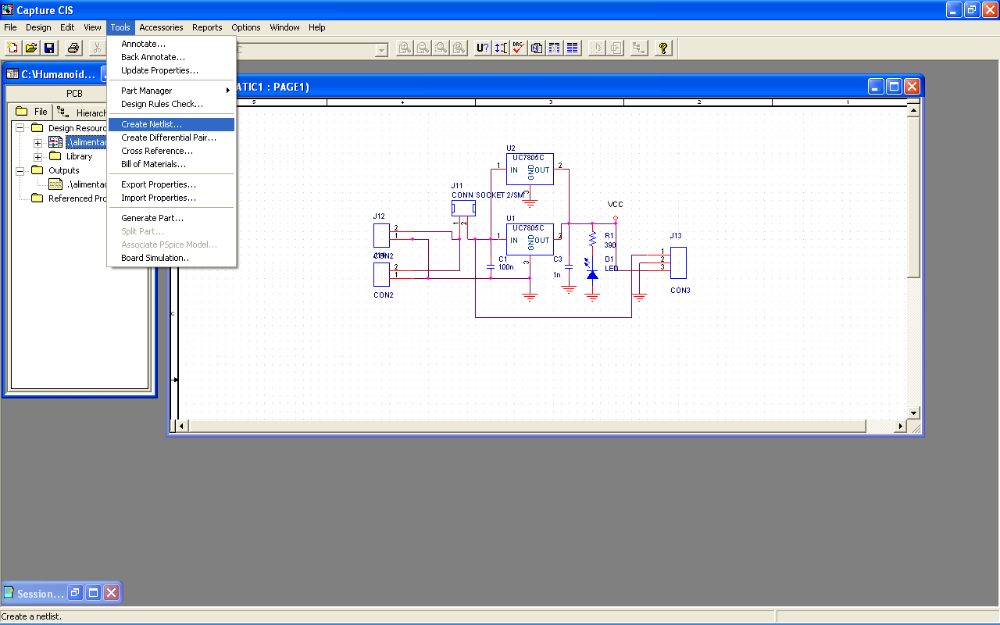 Capture CIS
File Design Edit View Tools Accessories Reports Options Window Help
Annotate...
Back Annotate...
Update Properties...
Part Manager
Design Rules Check...
Create Netlist...
Create Differential Pair...
Cross Reference...
Bill of Materials...
Export Properties...
Import Properties...
Generate Part...
Split Part...
Associate PSpice Model...
Board Simulation..
C
U? DRC ?
C:\Humanoid...
PCB
File Hierarch
Design Resourc
.\alimentac
Library
Outputs
.\alimentac
Referenced Pro
ATIC1 : PAGE1)
5 4 3 2 1
C
U2
UC7805C
1 IN GND OUT 2
3
J11
CONN SOCKET 2/SM
1 2
U1
UC7805C
1 IN GND OUT 2
3
J12
2
1
CON2
2
1
CON2
C1
100n
C3
1n
VCC
R1
390
D1
LED
J13
1
2
3
CON3
Session...
Create a netlist.